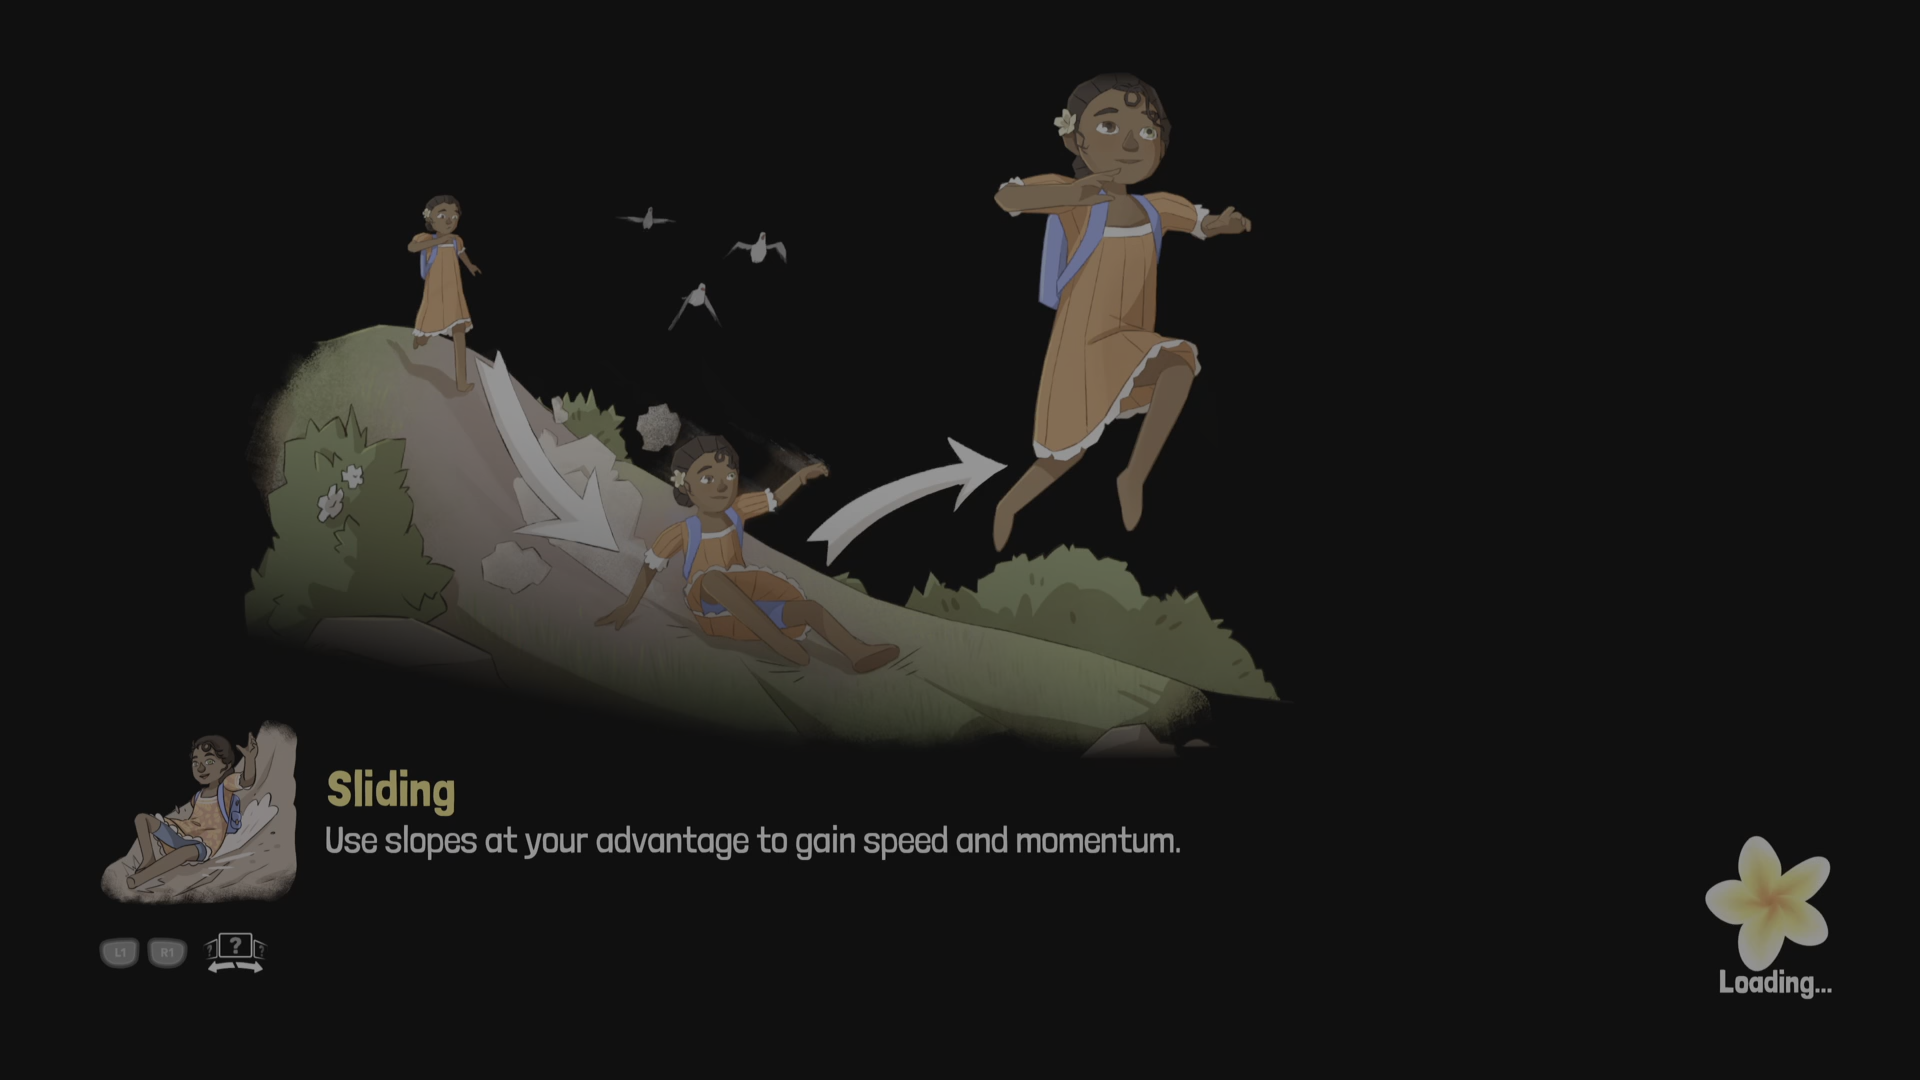 Sliding
Use slopes at your advantage to gain speed and momentum.
L1 R1 ? ? ?
Loading...